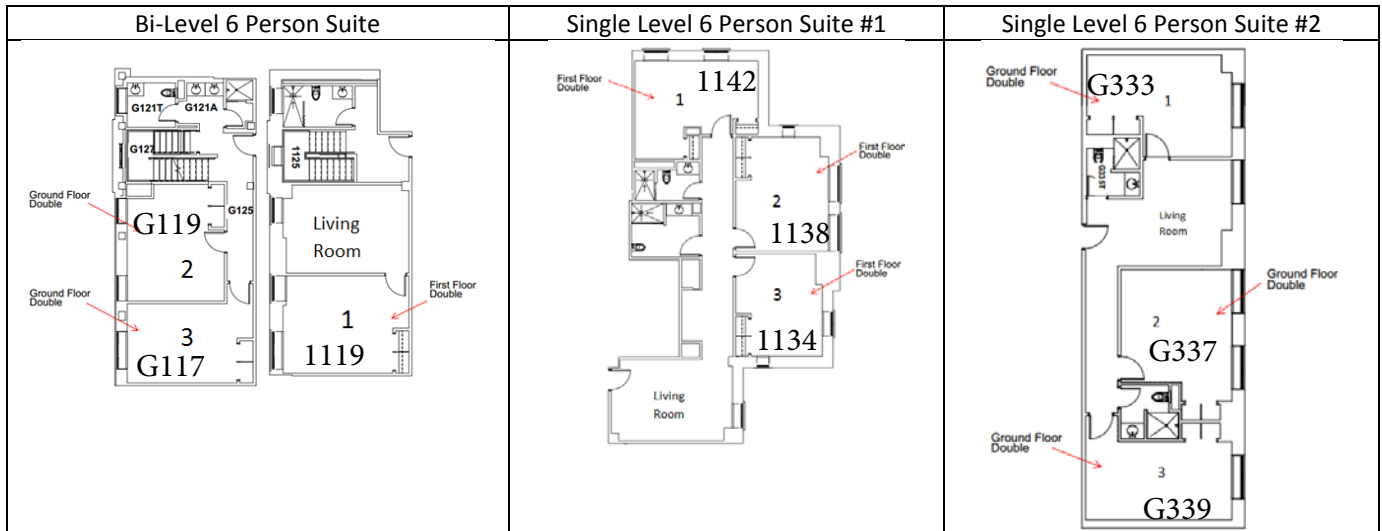 Bi-Level 6 Person Suite
Single Level 6 Person Suite #1
Single Level 6 Person Suite #2
G121T
G121A
G127
1125
Ground Floor
Double
G119
G125
2
Living
Room
Ground Floor
Double
3
G117
First Floor
Double
1
1119
First Floor
Double
1142
1
First Floor
Double
2
1138
First Floor
Double
3
1134
Living
Room
Ground Floor
Double
G333
1
G335T
Living
Room
Ground Floor
Double
2
G337
Ground Floor
Double
3
G339